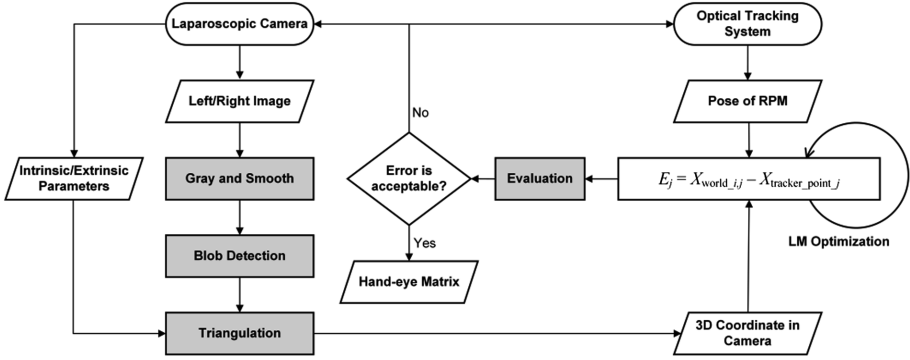 Laparoscopic Camera
Optical Tracking
System
Left/Right Image
Pose of RPM
No
Intrinsic/Extrinsic
Parameters
Gray and Smooth
Error is
acceptable?
Evaluation
E_j = X_world_i,j − X_tracker_point_j
LM Optimization
Yes
Blob Detection
Hand-eye Matrix
Triangulation
3D Coordinate in
Camera